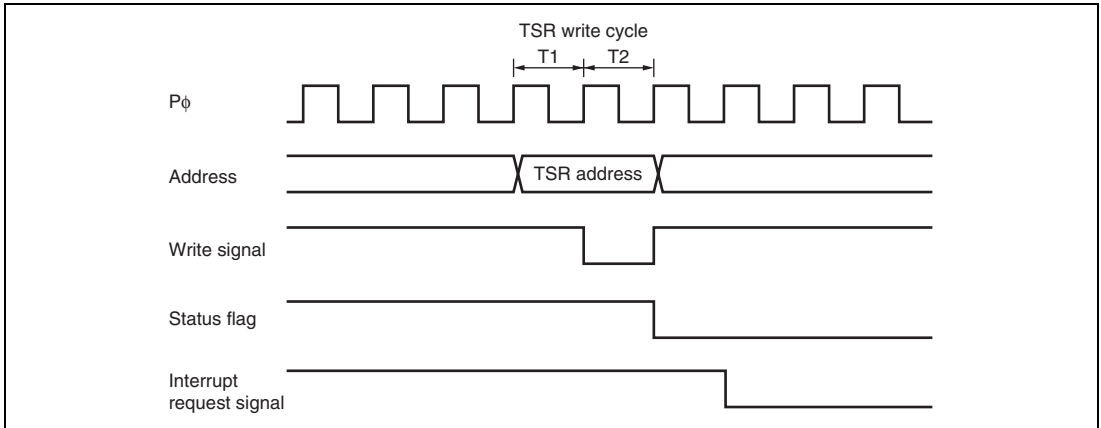 TSR write cycle
T1 T2
Pφ
Address
TSR address
Write signal
Status flag
Interrupt
request signal